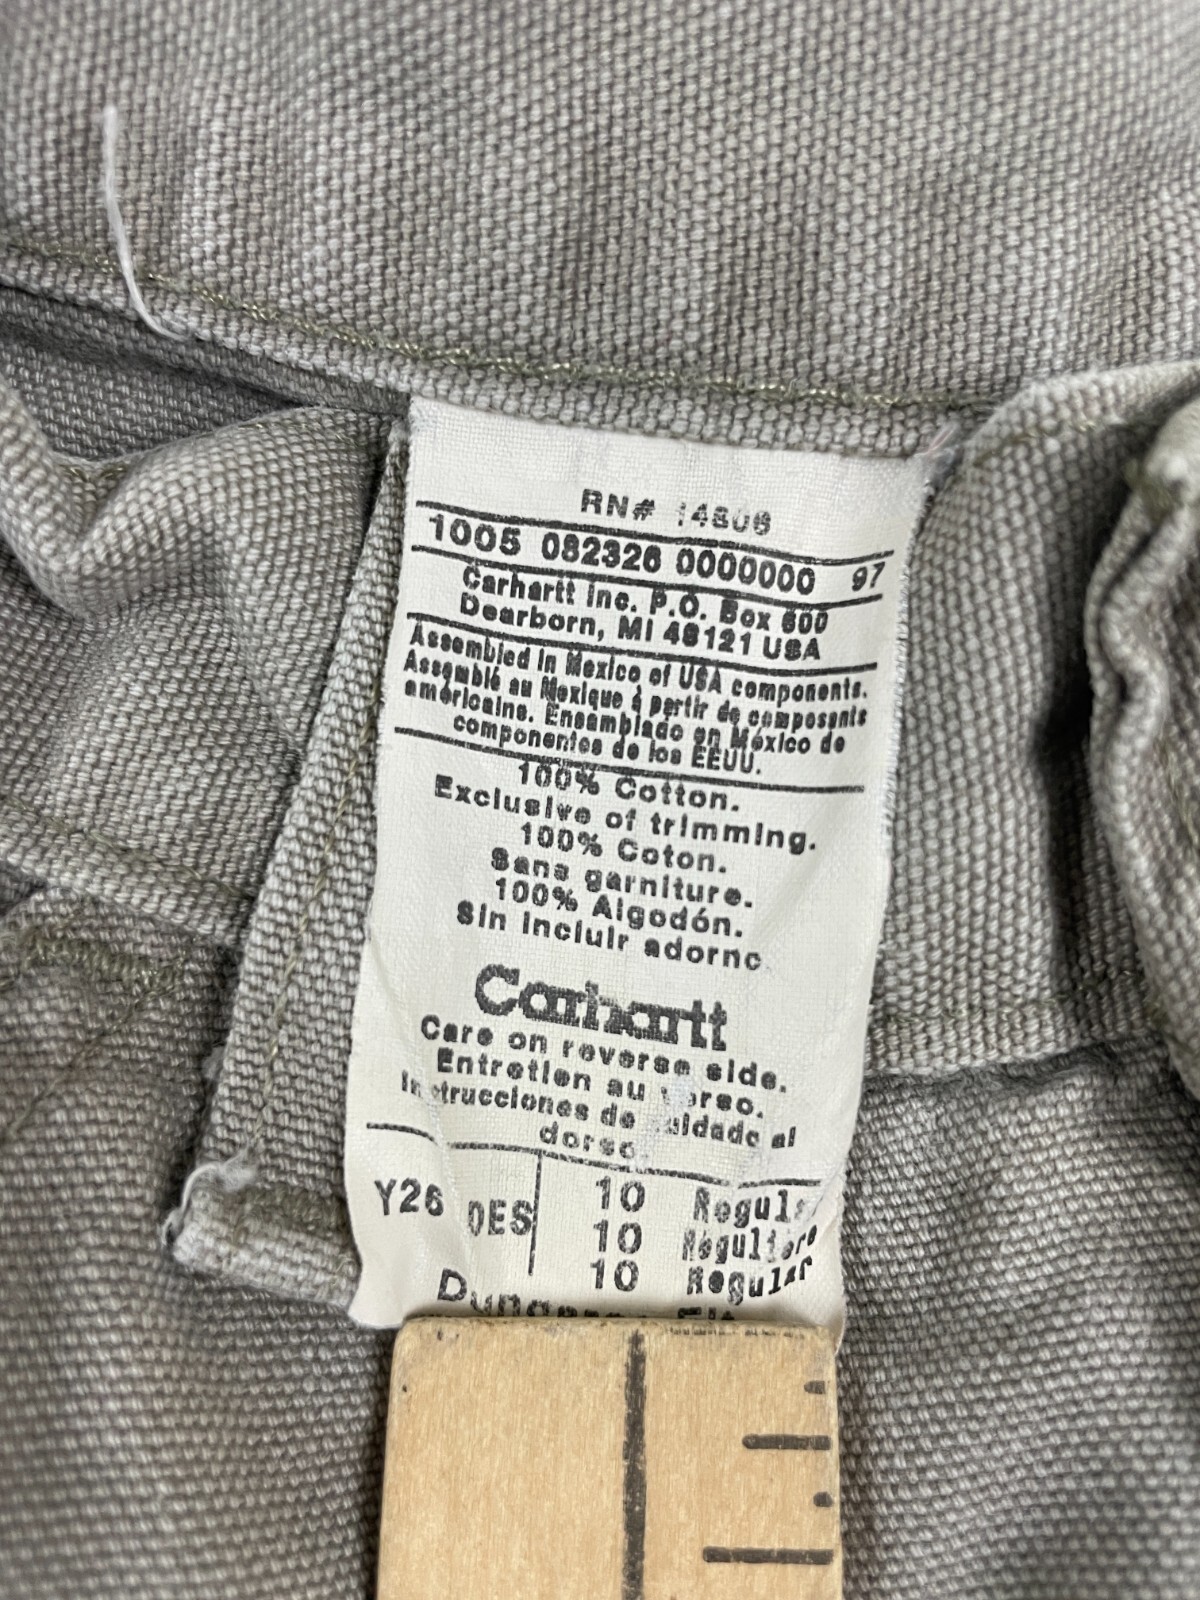 RN# 14806
1005 082326 0000000 97
Carhartt Inc. P.O. Box 600
Dearborn, MI 48121 USA
Assembled in Mexico of USA components.
Assemblé au Mexique à partir de composants
américains. Ensamblado en México de
componentes de los EEUU.
100% Cotton.
Exclusive of trimming.
100% Coton.
Sans garniture.
100% Algodón.
Sin incluir adorno
Carhartt
Care on reverse side.
Entretien au verso.
Instrucciones de cuidado al
dorso
Y26 DES 10 Regular
10 Régulière
10 Regular
Fit